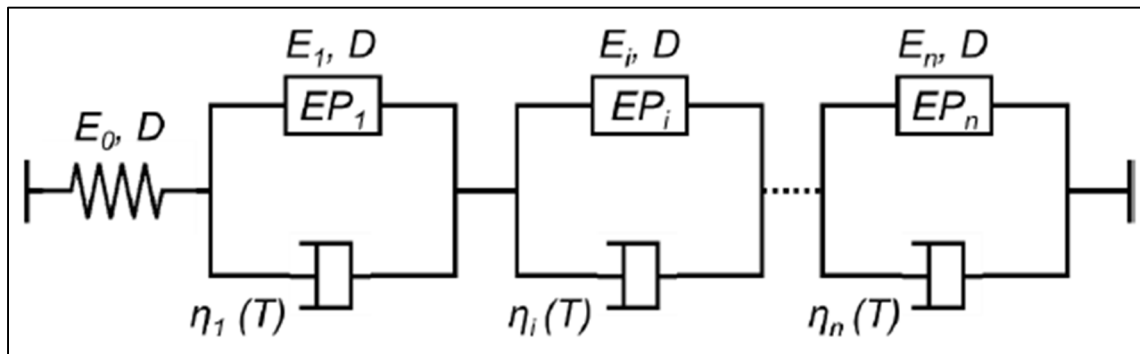 E₁, D
Eᵢ, D
Eₙ, D
EP₁
EPᵢ
EPₙ
E₀, D
η₁ (T)
ηᵢ (T)
ηₙ (T)